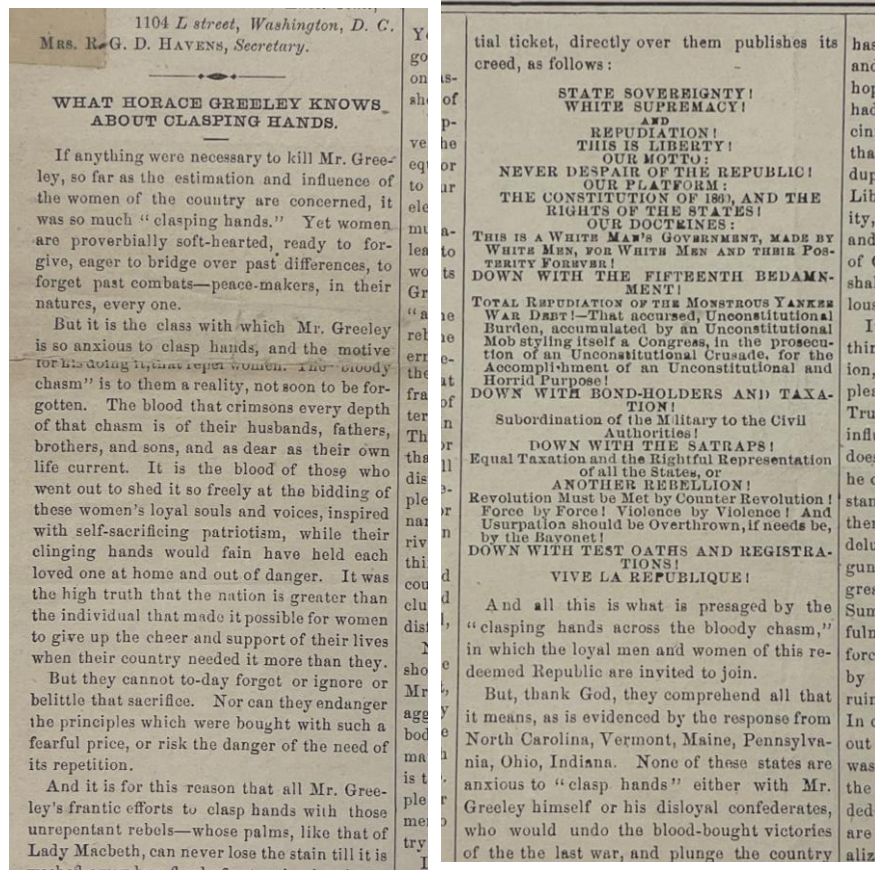 1104 L street, Washington, D. C.
MRS. R. G. D. HAVENS, Secretary.
WHAT HORACE GREELEY KNOWS
ABOUT CLASPING HANDS.
If anything were necessary to kill Mr. Gree-
ley, so far as the estimation and influence of
the women of the country are concerned, it
was so much "clasping hands." Yet women
are proverbially soft-hearted, ready to for-
give, eager to bridge over past differences, to
forget past combats—peace-makers, in their
natures, every one.
But it is the class with which Mr. Greeley
is so anxious to clasp hands, and the motive
for his doing it, that repel women. The "bloody
chasm" is to them a reality, not soon to be for-
gotten. The blood that crimsons every depth
of that chasm is of their husbands, fathers,
brothers, and sons, and as dear as their own
life current. It is the blood of those who
went out to shed it so freely at the bidding of
these women's loyal souls and voices, inspired
with self-sacrificing patriotism, while their
clinging hands would fain have held each
loved one at home and out of danger. It was
the high truth that the nation is greater than
the individual that made it possible for women
to give up the cheer and support of their lives
when their country needed it more than they.
But they cannot to-day forget or ignore or
belittle that sacrifice. Nor can they endanger
the principles which were bought with such a
fearful price, or risk the danger of the need of
its repetition.
And it is for this reason that all Mr. Gree-
ley's frantic efforts to clasp hands with those
unrepentant rebels—whose palms, like that of
Lady Macbeth, can never lose the stain till it is
tial ticket, directly over them publishes its
creed, as follows:
STATE SOVEREIGNTY!
WHITE SUPREMACY!
AND
REPUDIATION!
THIS IS LIBERTY!
OUR MOTTO:
NEVER DESPAIR OF THE REPUBLIC!
OUR PLATFORM:
THE CONSTITUTION OF 1860, AND THE
RIGHTS OF THE STATES!
OUR DOCTRINES:
THIS IS A WHITE MAN'S GOVERNMENT, MADE BY
WHITE MEN, FOR WHITE MEN AND THEIR POS-
TERITY FOREVER!
DOWN WITH THE FIFTEENTH BEDAMN-
MENT!
TOTAL REPUDIATION OF THE MONSTROUS YANKEE
WAR DEBT!—That accursed, Unconstitutional
Burden, accumulated by an Unconstitutional
Mob styling itself a Congress, in the prosecu-
tion of an Unconstitutional Crusade, for the
Accomplishment of an Unconstitutional and
Horrid Purpose!
DOWN WITH BOND-HOLDERS AND TAXA-
TION!
Subordination of the Military to the Civil
Authorities!
DOWN WITH THE SATRAPS!
Equal Taxation and the Rightful Representation
of all the States, or
ANOTHER REBELLION!
Revolution Must be Met by Counter Revolution!
Force by Force! Violence by Violence! And
Usurpation should be Overthrown, if needs be,
by the Bayonet!
DOWN WITH TEST OATHS AND REGISTRA-
TIONS!
VIVE LA REPUBLIQUE!
And all this is what is presaged by the
"clasping hands across the bloody chasm,"
in which the loyal men and women of this re-
deemed Republic are invited to join.
But, thank God, they comprehend all that
it means, as is evidenced by the response from
North Carolina, Vermont, Maine, Pennsylva-
nia, Ohio, Indiana. None of these states are
anxious to "clasp hands" either with Mr.
Greeley himself or his disloyal confederates,
who would undo the blood-bought victories
of the the last war, and plunge the country